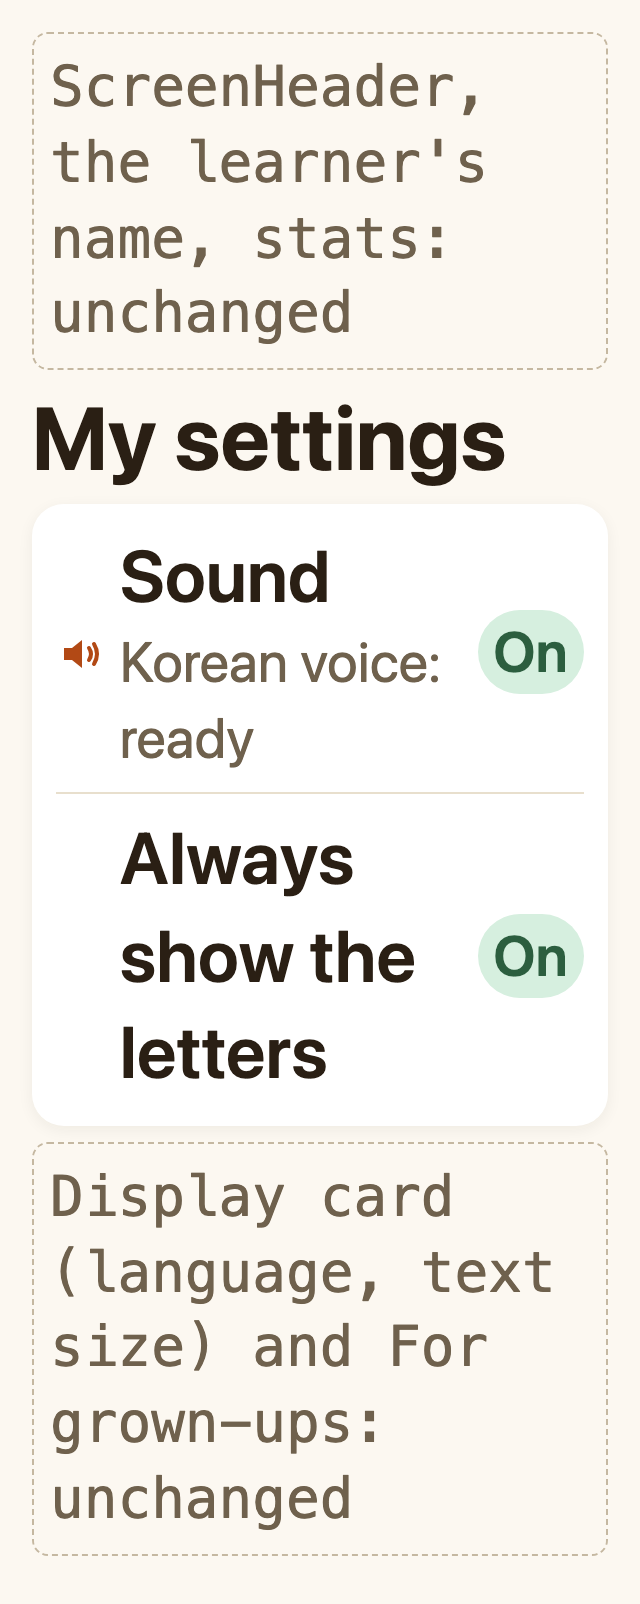 ScreenHeader,
the learner's
name, stats:
unchanged
My settings
Sound
Korean voice:
ready
On
Always
show the
letters
On
Display card
(language, text
size) and For
grown-ups:
unchanged